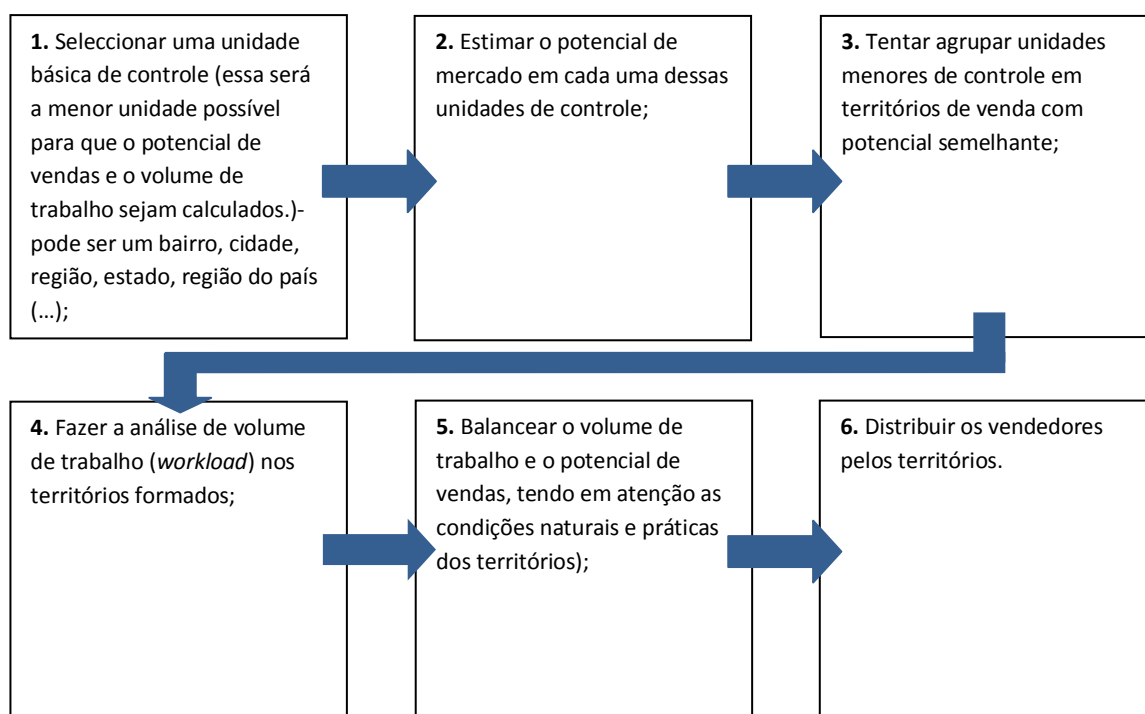 1. Seleccionar uma unidade
básica de controle (essa será
a menor unidade possível
para que o potencial de
vendas e o volume de
trabalho sejam calculados.)-
pode ser um bairro, cidade,
região, estado, região do país
(...);
2. Estimar o potencial de
mercado em cada uma dessas
unidades de controle;
3. Tentar agrupar unidades
menores de controle em
territórios de venda com
potencial semelhante;
4. Fazer a análise de volume
de trabalho (workload) nos
territórios formados;
5. Balancear o volume de
trabalho e o potencial de
vendas, tendo em atenção as
condições naturais e práticas
dos territórios);
6. Distribuir os vendedores
pelos territórios.